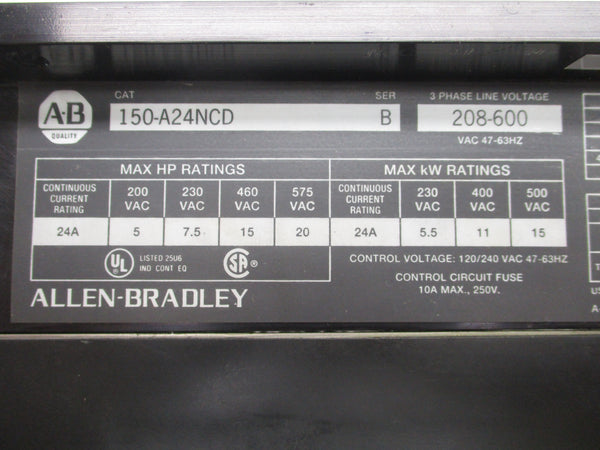 A·B
QUALITY
CAT SER 3 PHASE LINE VOLTAGE
150-A24NCD B 208-600
VAC 47-63HZ
MAX HP RATINGS
CONTINUOUS CURRENT RATING 200 VAC 230 VAC 460 VAC 575 VAC
24A 5 7.5 15 20
MAX kW RATINGS
CONTINUOUS CURRENT RATING 230 VAC 400 VAC 500 VAC
24A 5.5 11 15
UL LISTED 25U6
IND CONT EQ
SA
CONTROL VOLTAGE: 120/240 VAC 47-63HZ
CONTROL CIRCUIT FUSE
10A MAX., 250V.
ALLEN-BRADLEY